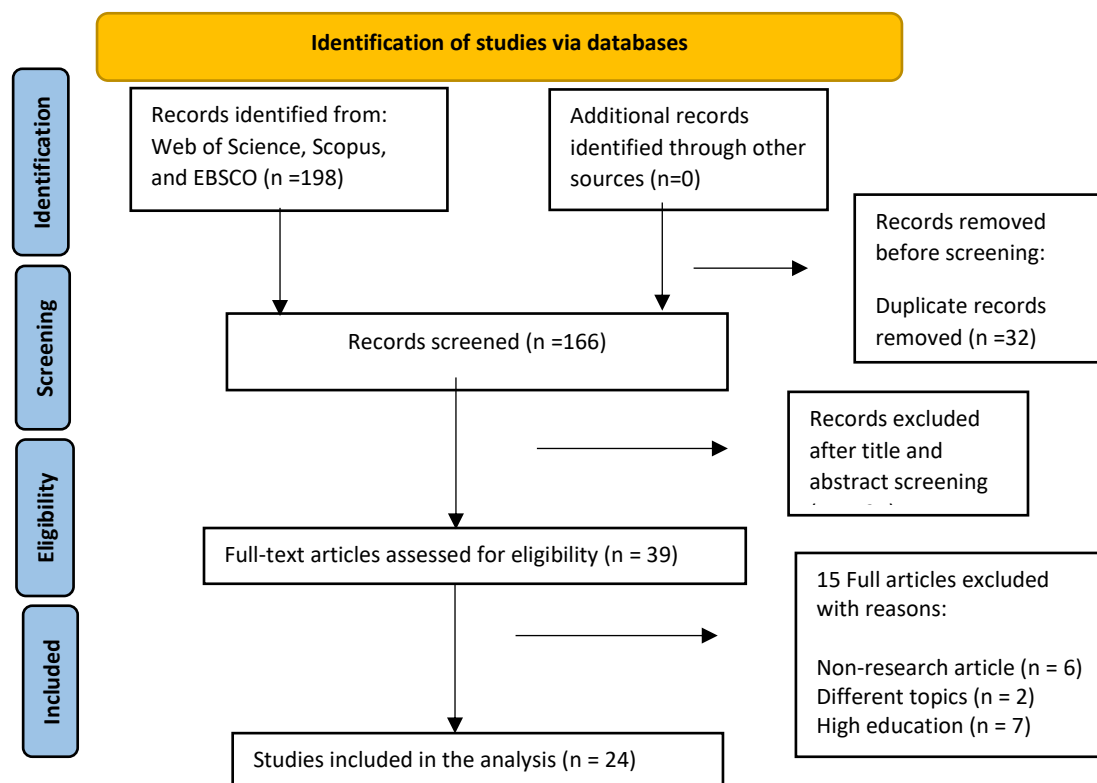 Identification of studies via databases
Identification
Records identified from:
Web of Science, Scopus,
and EBSCO (n =198)
Additional records
identified through other
sources (n=0)
Records removed
before screening:
Duplicate records
removed (n =32)
Screening
Records screened (n =166)
Records excluded
after title and
abstract screening
Eligibility
Full-text articles assessed for eligibility (n = 39)
15 Full articles excluded
with reasons:
Non-research article (n = 6)
Different topics (n = 2)
High education (n = 7)
Included
Studies included in the analysis (n = 24)